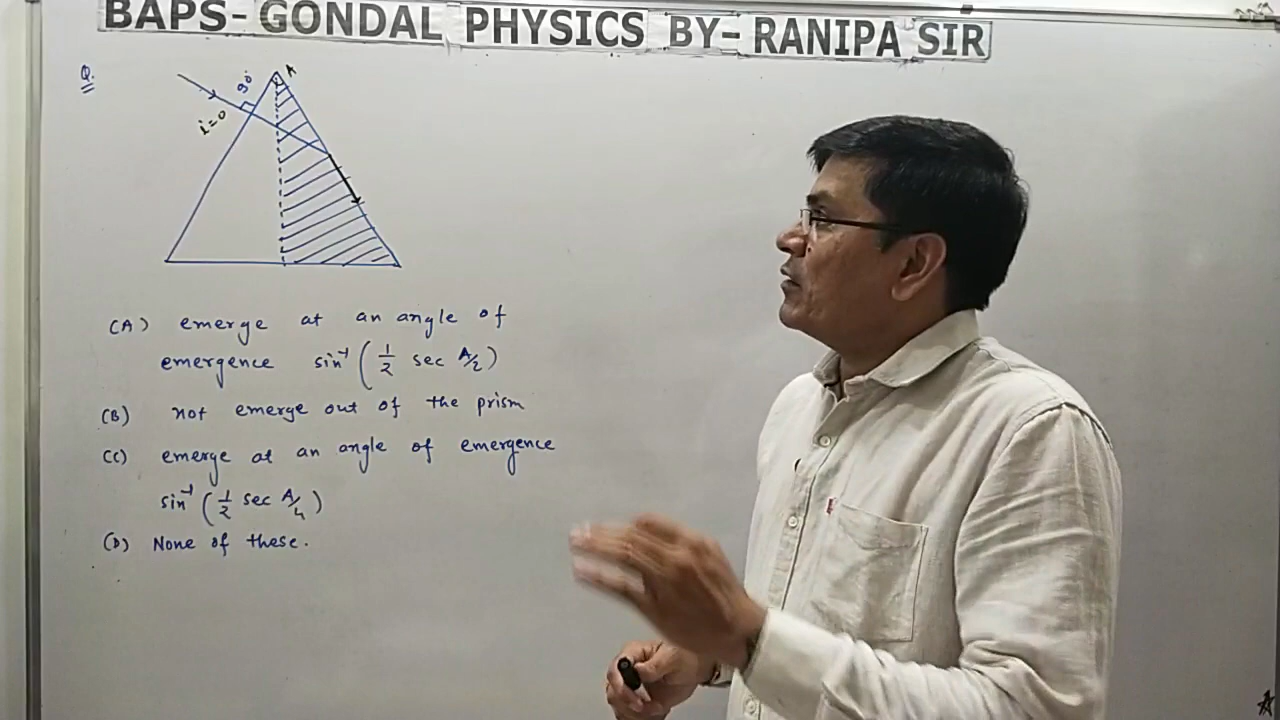 BAPS- GONDAL PHYSICS BY- RANIPA SIR
Q.
A
90°
i=0
(A) emerge at an angle of
emergence sin⁻¹ (1/2 sec A/2)
(B) not emerge out of the prism
(C) emerge at an angle of emergence
sin⁻¹ (1/2 sec A/4)
(D) None of these.